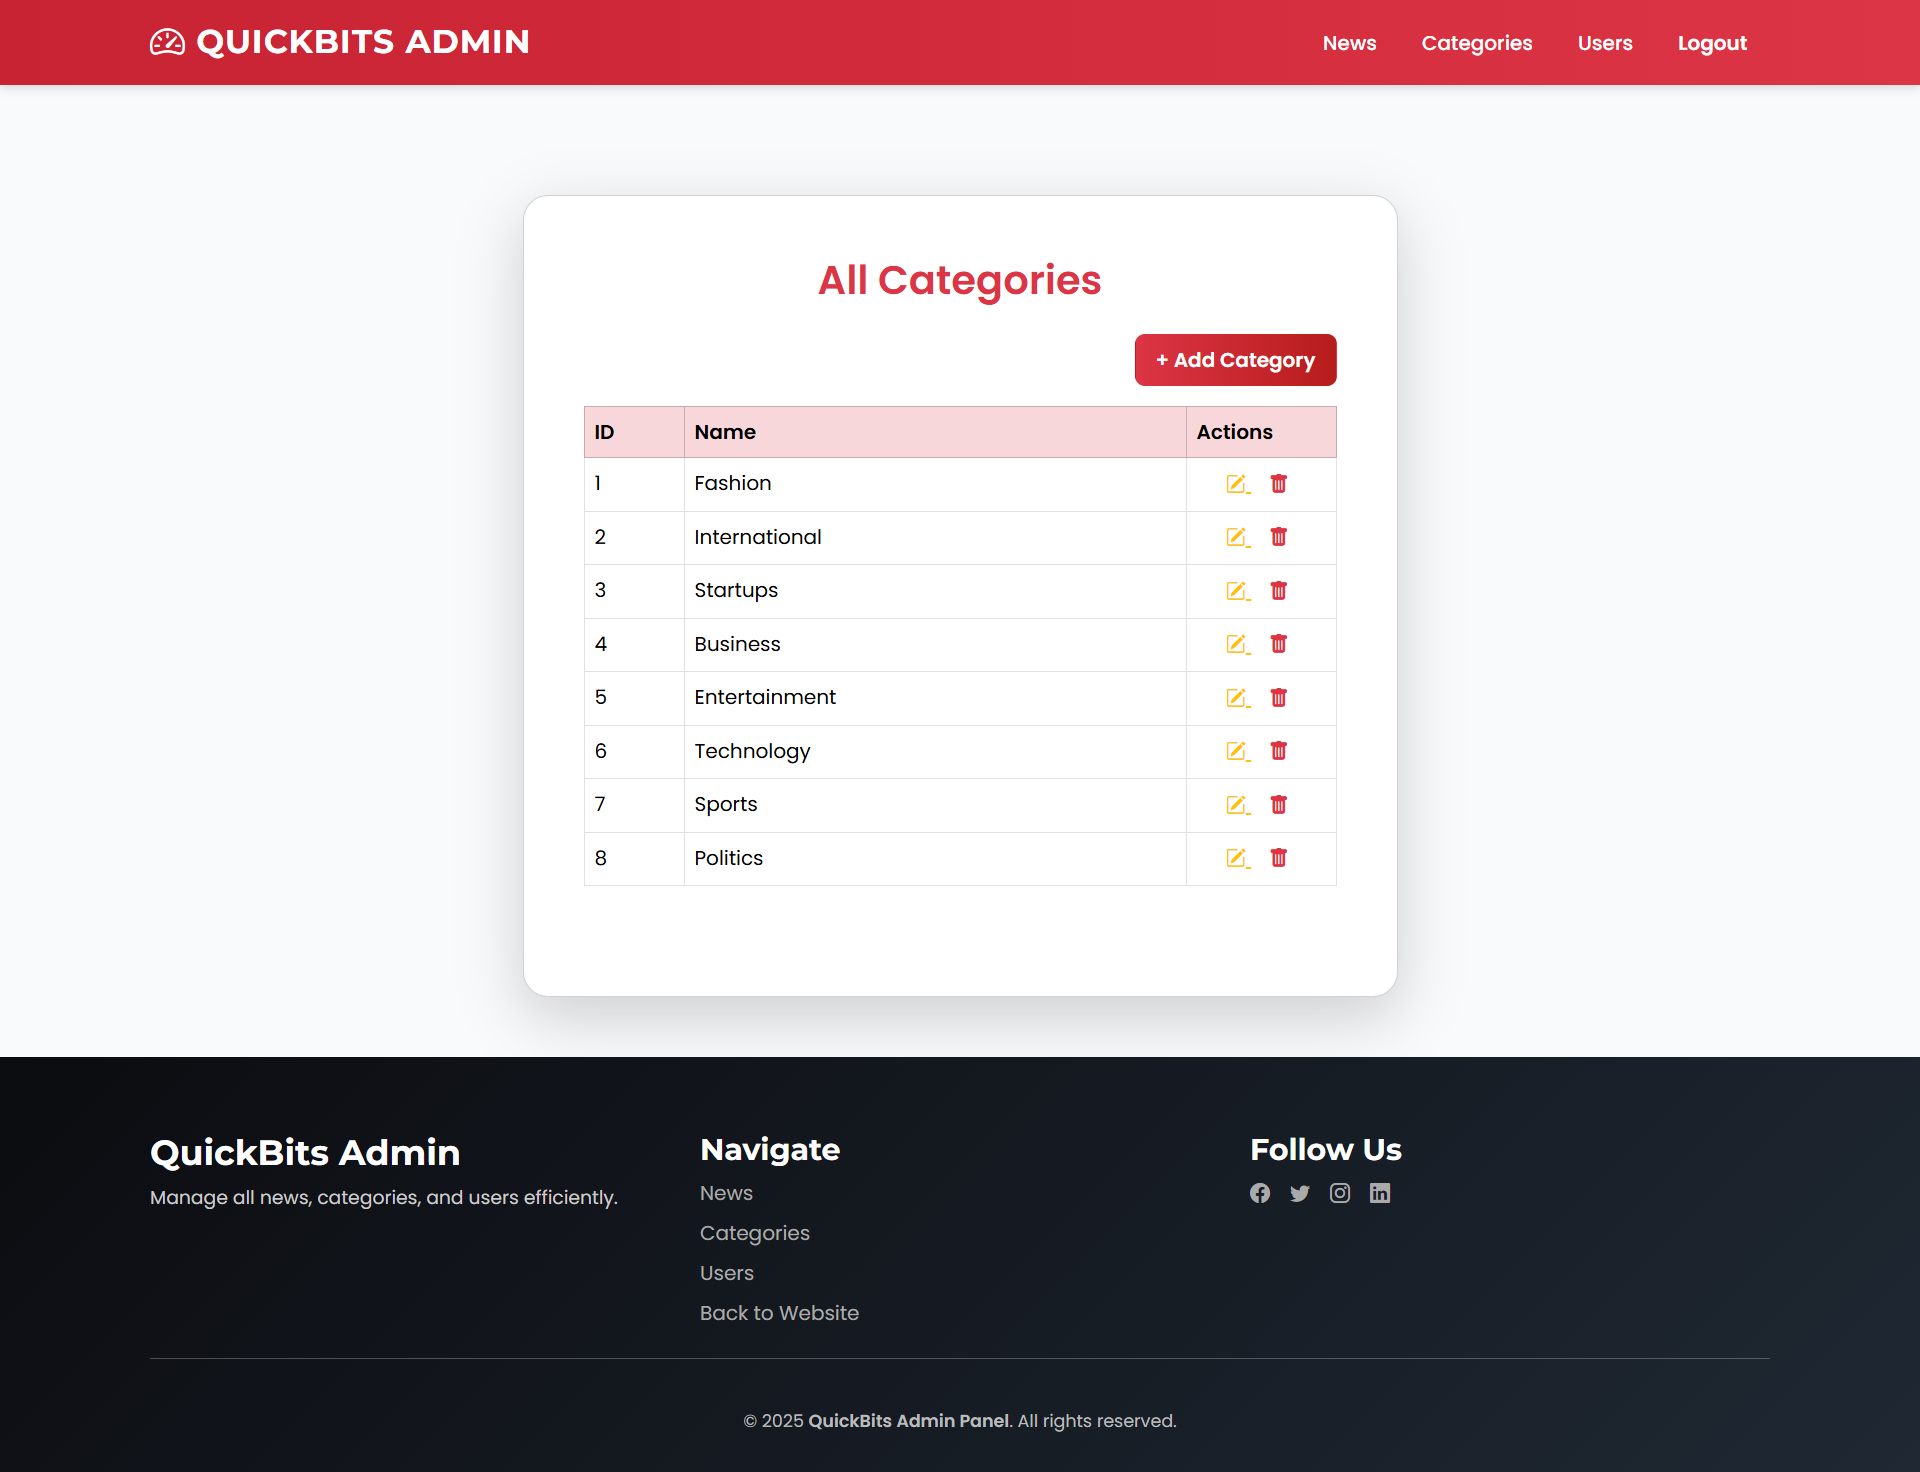 QUICKBITS ADMIN
News Categories Users Logout
All Categories
+ Add Category
ID Name Actions
1 Fashion
2 International
3 Startups
4 Business
5 Entertainment
6 Technology
7 Sports
8 Politics
QuickBits Admin
Manage all news, categories, and users efficiently.
Navigate
News
Categories
Users
Back to Website
Follow Us
© 2025 QuickBits Admin Panel. All rights reserved.